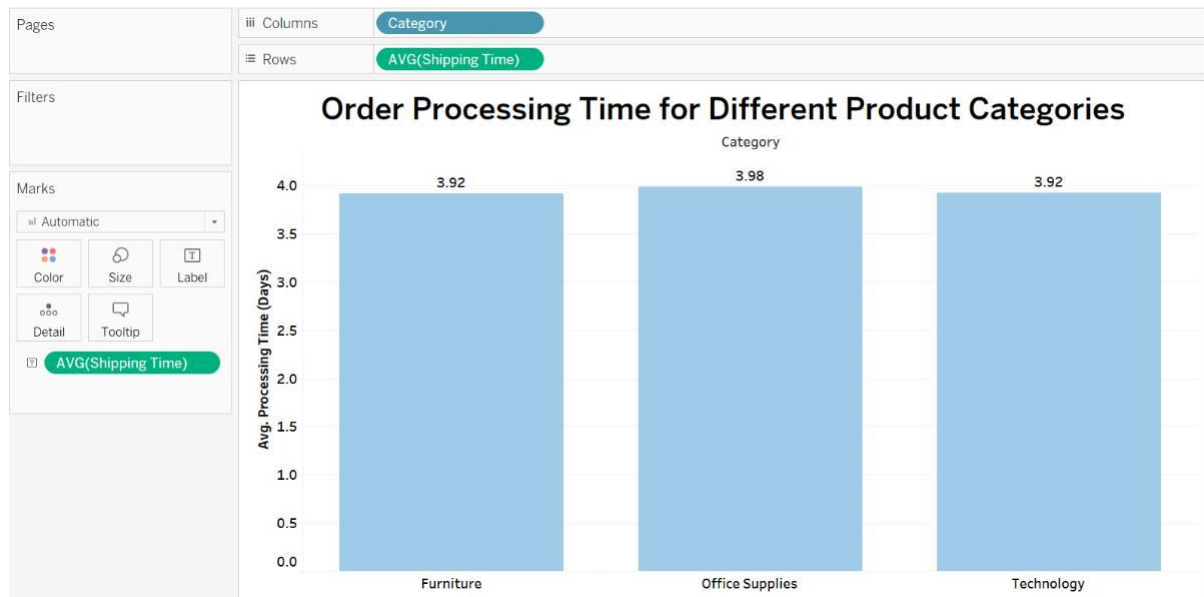 Pages
Columns
Category
Rows
AVG(Shipping Time)
Filters
Marks
Automatic
Color
Size
T
Label
Detail
Tooltip
T
AVG(Shipping Time)
Order Processing Time for Different Product Categories
Category
Avg. Processing Time (Days)
4.0
3.5
3.0
2.5
2.0
1.5
1.0
0.5
0.0
3.92
3.98
3.92
Furniture
Office Supplies
Technology